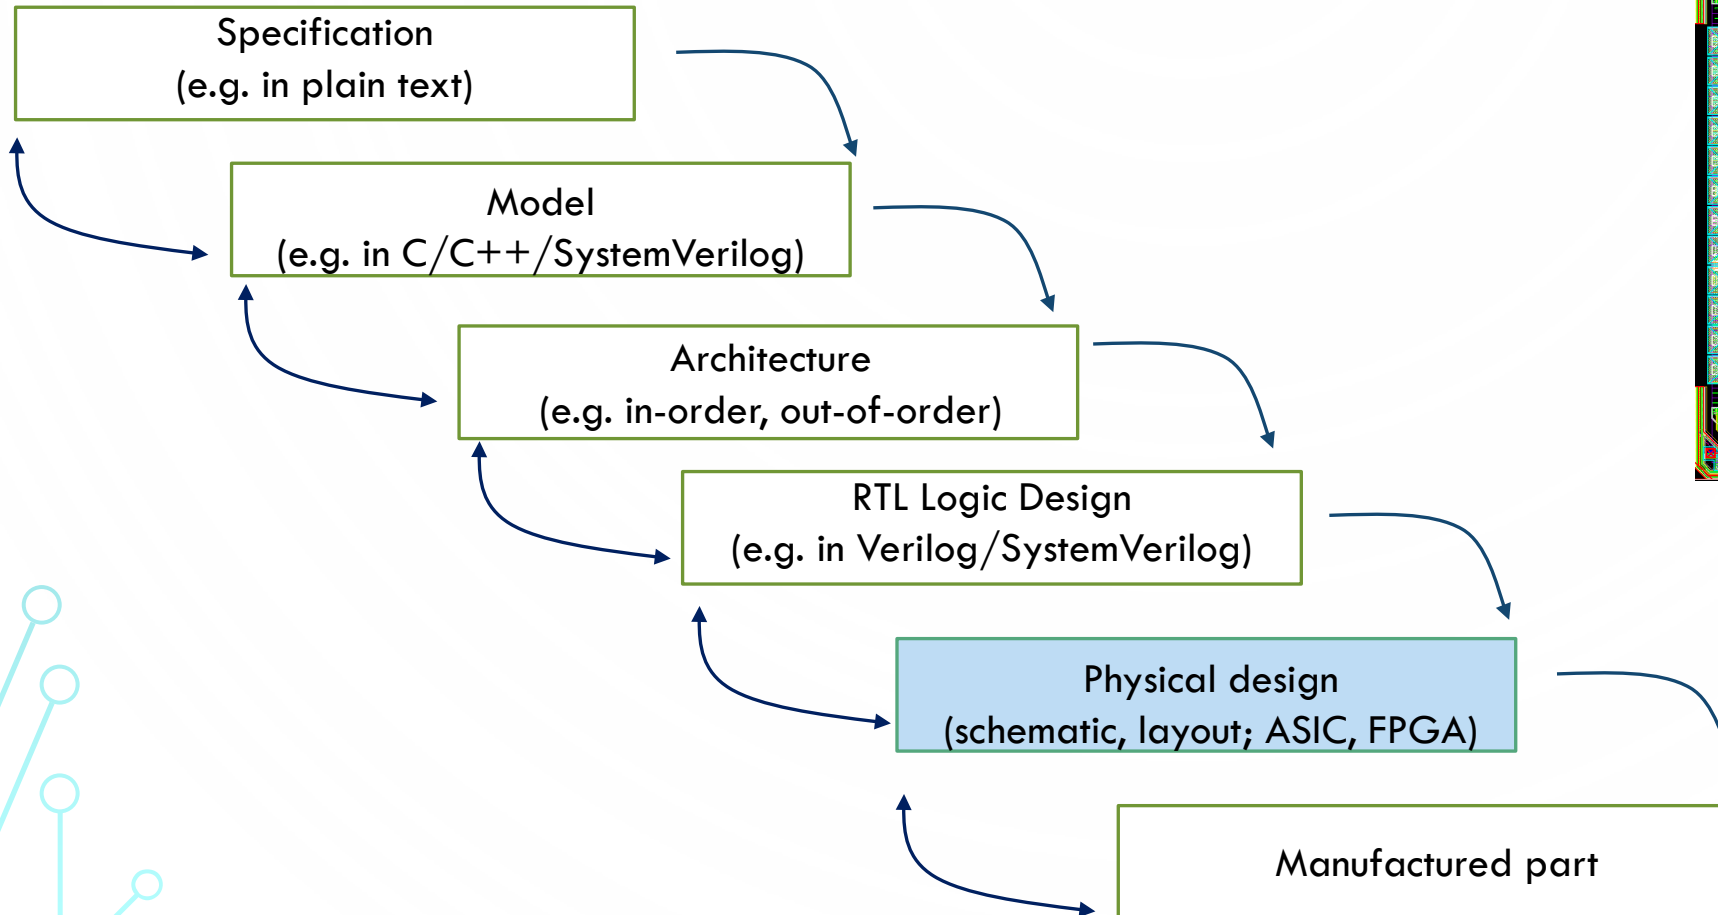 Specification
(e.g. in plain text)
Model
(e.g. in C/C++/SystemVerilog)
Architecture
(e.g. in-order, out-of-order)
RTL Logic Design
(e.g. in Verilog/SystemVerilog)
Physical design
(schematic, layout; ASIC, FPGA)
Manufactured part